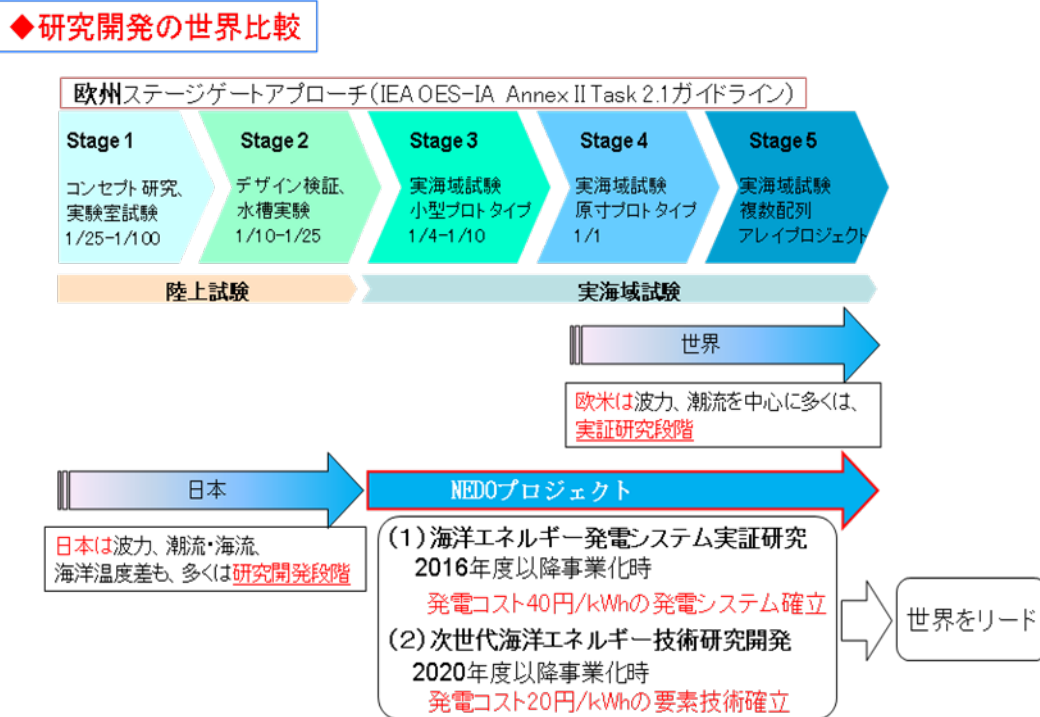 ◆研究開発の世界比較
欧州ステージゲートアプローチ(IEA OES-IA Annex II Task 2.1ガイドライン)
Stage 1
コンセプト研究、
実験室試験
1/25-1/100
Stage 2
デザイン検証、
水槽実験
1/10-1/25
Stage 3
実海域試験
小型プロトタイプ
1/4-1/10
Stage 4
実海域試験
原寸プロトタイプ
1/1
Stage 5
実海域試験
複数配列
アレイプロジェクト
陸上試験
実海域試験
世界
欧米は波力、潮流を中心に多くは、
実証研究段階
日本
日本は波力、潮流・海流、
海洋温度差も、多くは研究開発段階
NEDOプロジェクト
(1)海洋エネルギー発電システム実証研究
2016年度以降事業化時
発電コスト40円/kWhの発電システム確立
(2)次世代海洋エネルギー技術研究開発
2020年度以降事業化時
発電コスト20円/kWhの要素技術確立
世界をリード